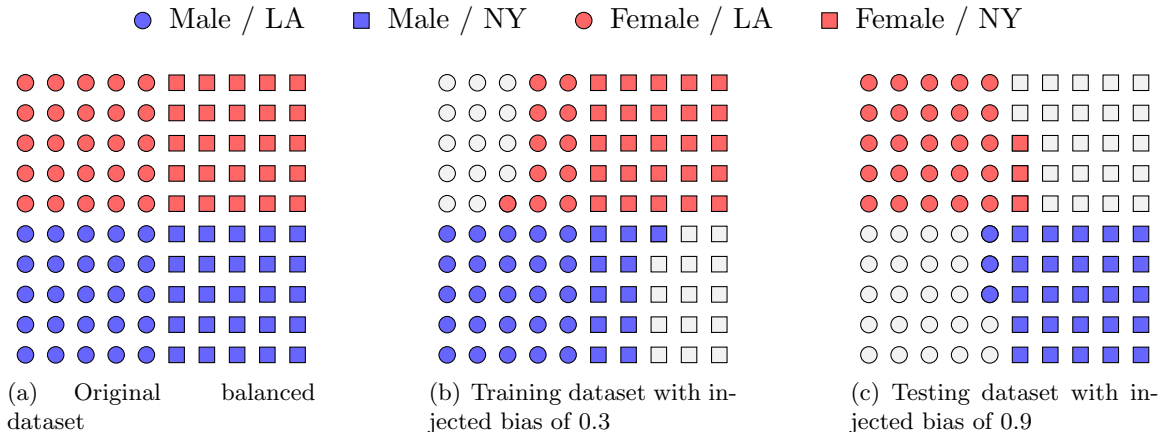 Male / LA Male / NY Female / LA Female / NY
(a) Original balanced
dataset
(b) Training dataset with in-
jected bias of 0.3
(c) Testing dataset with in-
jected bias of 0.9